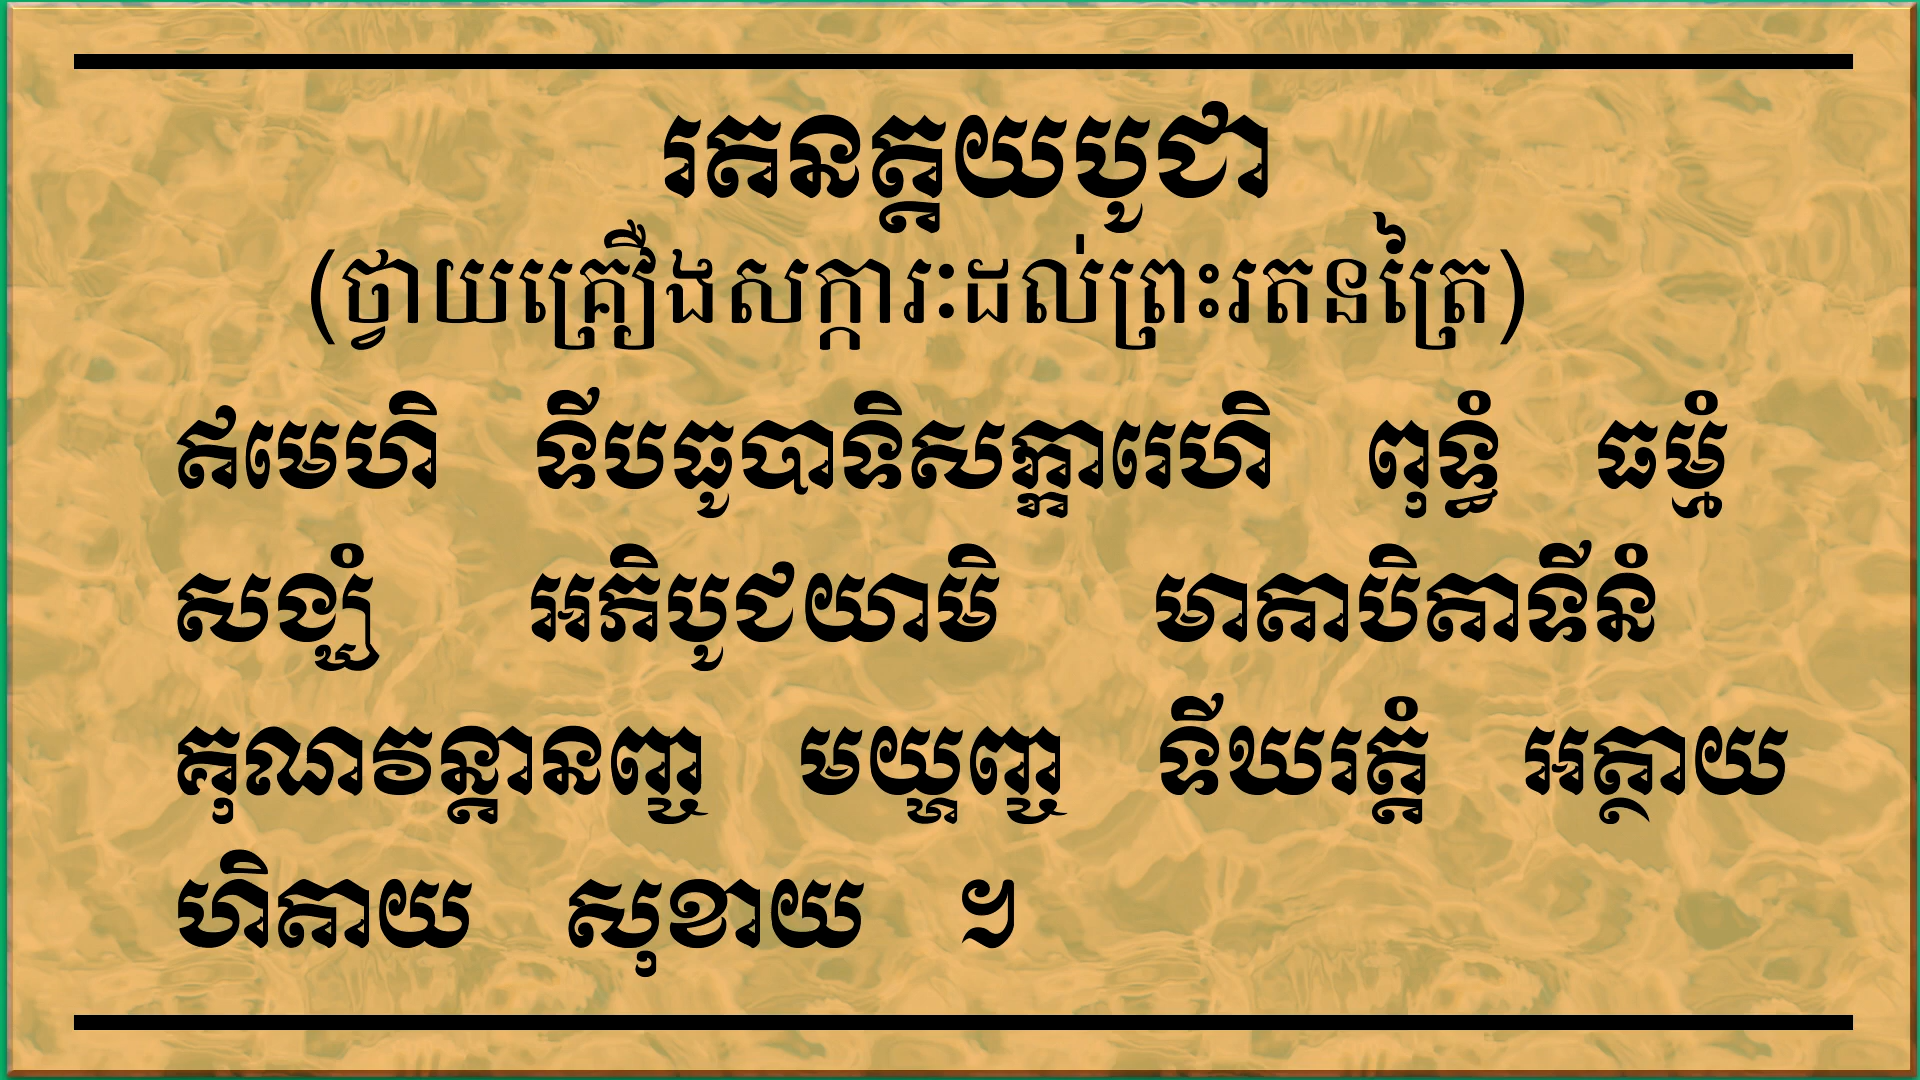 រតនត្តយបូជា
(ថ្វាយគ្រឿងសក្ការៈដល់ព្រះរតនត្រៃ)
ឥមេហិ ទីបធូបាទិសក្ការេហិ ពុទ្ធំ ធម្មំ
សង្ឃំ អភិបូជយាមិ មាតាបិតាទីនំ
គុណវន្តានញ្ច មយ្ហញ្ច ទីឃរត្តំ អត្ថាយ
ហិតាយ សុខាយ ។